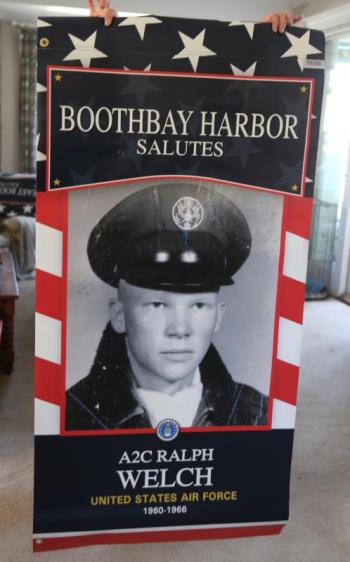 BOOTHBAY HARBOR
SALUTES
A2C RALPH
WELCH
UNITED STATES AIR FORCE
1960-1966